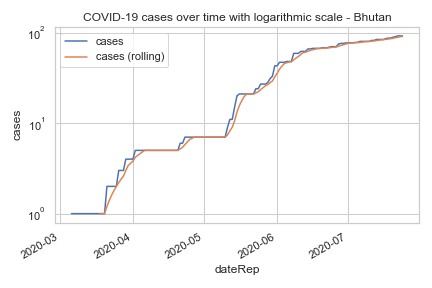 COVID-19 cases over time with logarithmic scale - Bhutan
cases
cases (rolling)
10²
10¹
10⁰
cases
2020-03
2020-04
2020-05
2020-06
2020-07
dateRep